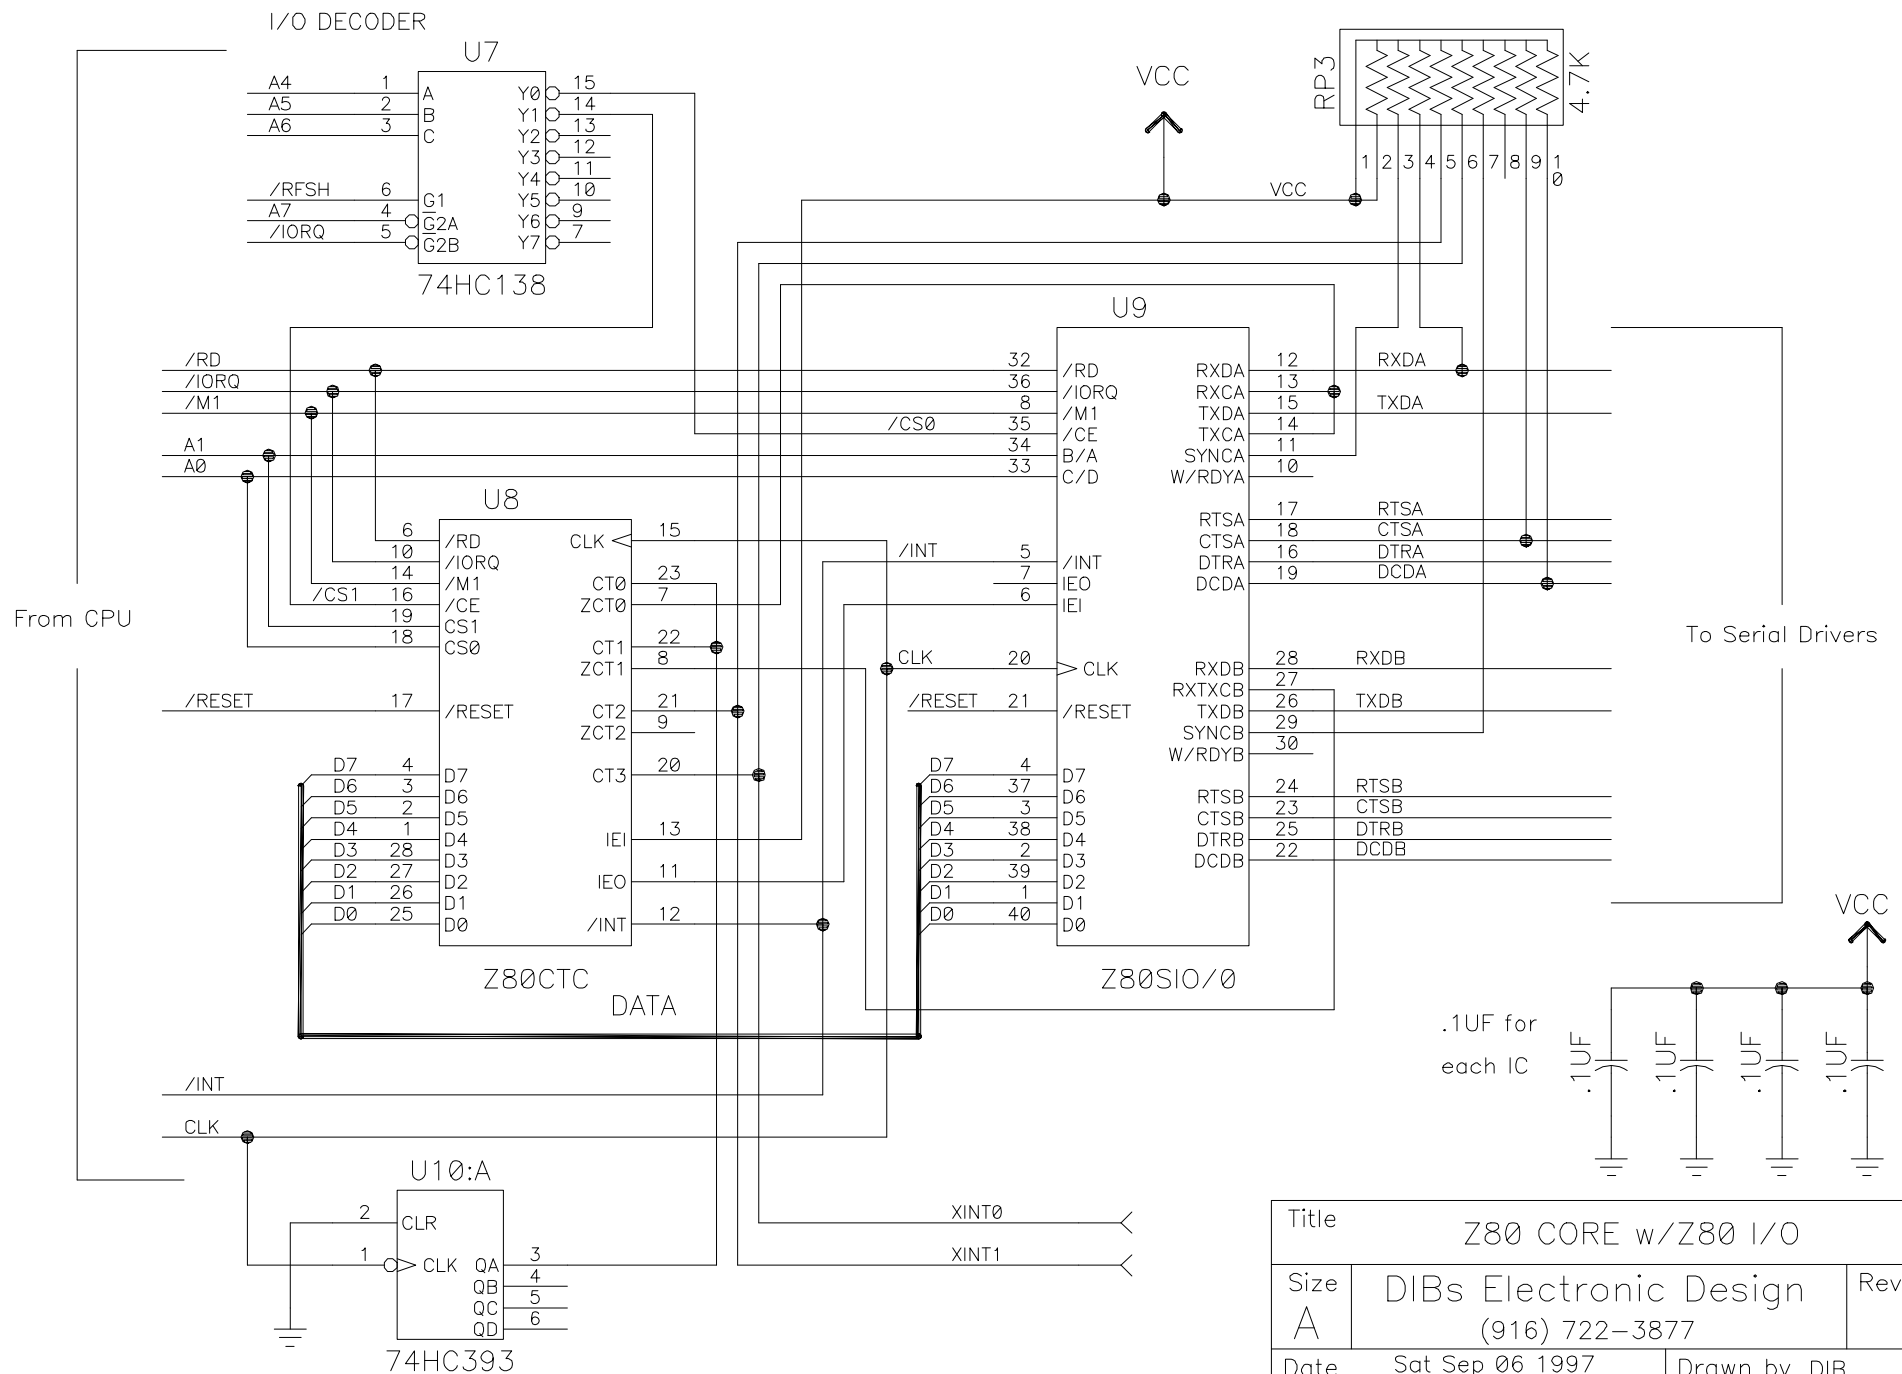 I/O DECODER
U7
A4 1 A Y0 15
A5 2 B Y1 14
A6 3 C Y2 13
Y3 12
Y4 11
/RFSH 6 G1 Y5 10
A7 4 G2A Y6 9
/IORQ 5 G2B Y7 7
74HC138
VCC
RP3
4.7K
1 2 3 4 5 6 7 8 9 10
VCC
U9
/RD 32 /RD RXDA 12 RXDA
/IORQ 36 /IORQ RXCA 13
/M1 8 /M1 TXDA 15 TXDA
/CS0 35 /CE TXCA 14
A1 34 B/A SYNCA 11
A0 33 C/D W/RDYA 10
RTSA 17 RTSA
CTSA 18 CTSA
/INT 5 /INT DTRA 16 DTRA
7 IEO DCDA 19 DCDA
6 IEI
CLK 20 CLK RXDB 28 RXDB
RXTXCB 27
/RESET 21 /RESET TXDB 26 TXDB
SYNCB 29
W/RDYB 30
D7 4 D7
D6 37 D6 RTSB 24 RTSB
D5 3 D5 CTSB 23 CTSB
D4 38 D4 DTRB 25 DTRB
D3 2 D3 DCDB 22 DCDB
D2 39 D2
D1 1 D1
D0 40 D0
Z80SIO/0
U8
6 /RD CLK 15
10 /IORQ
14 /M1 CT0 23
/CS1 16 /CE ZCT0 7
19 CS1
18 CS0 CT1 22
ZCT1 8
/RESET 17 /RESET CT2 21
ZCT2 9
D7 4 D7 CT3 20
D6 3 D6
D5 2 D5
D4 1 D4 IEI 13
D3 28 D3
D2 27 D2 IEO 11
D1 26 D1
D0 25 D0 /INT 12
Z80CTC
DATA
From CPU
To Serial Drivers
VCC
.1UF for
each IC
.1UF
.1UF
.1UF
.1UF
/INT
CLK
U10:A
2 CLR
1 CLK QA 3
QB 4
QC 5
QD 6
74HC393
XINT0
XINT1
Title
Z80 CORE w/Z80 I/O
Size
A
DIBs Electronic Design
(916) 722-3877
Rev
Date Sat Sep 06 1997
Drawn by DIB